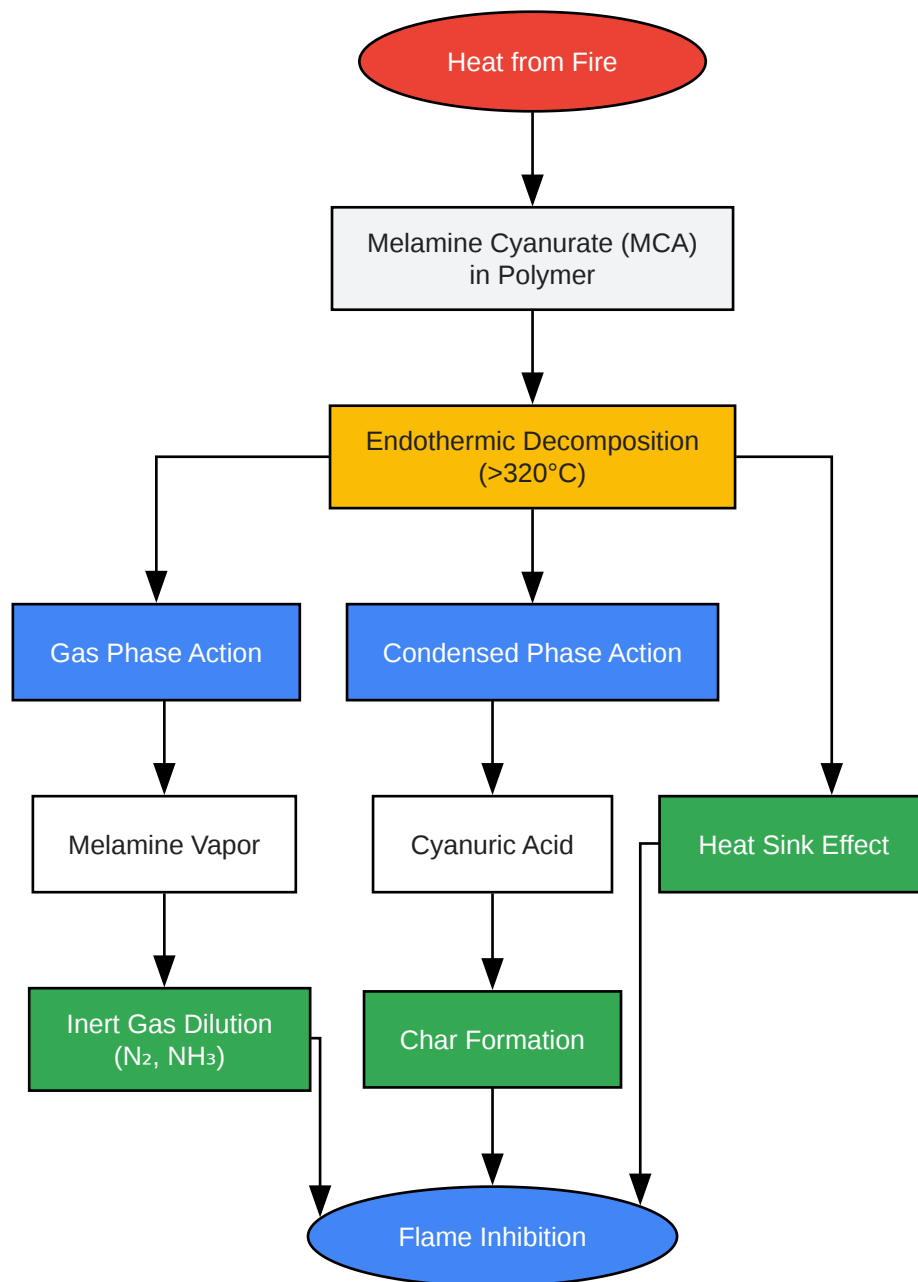 Heat from Fire
Melamine Cyanurate (MCA)
in Polymer
Endothermic Decomposition
(>320°C)
Gas Phase Action
Condensed Phase Action
Melamine Vapor
Cyanuric Acid
Heat Sink Effect
Inert Gas Dilution
(N₂, NH₃)
Char Formation
Flame Inhibition